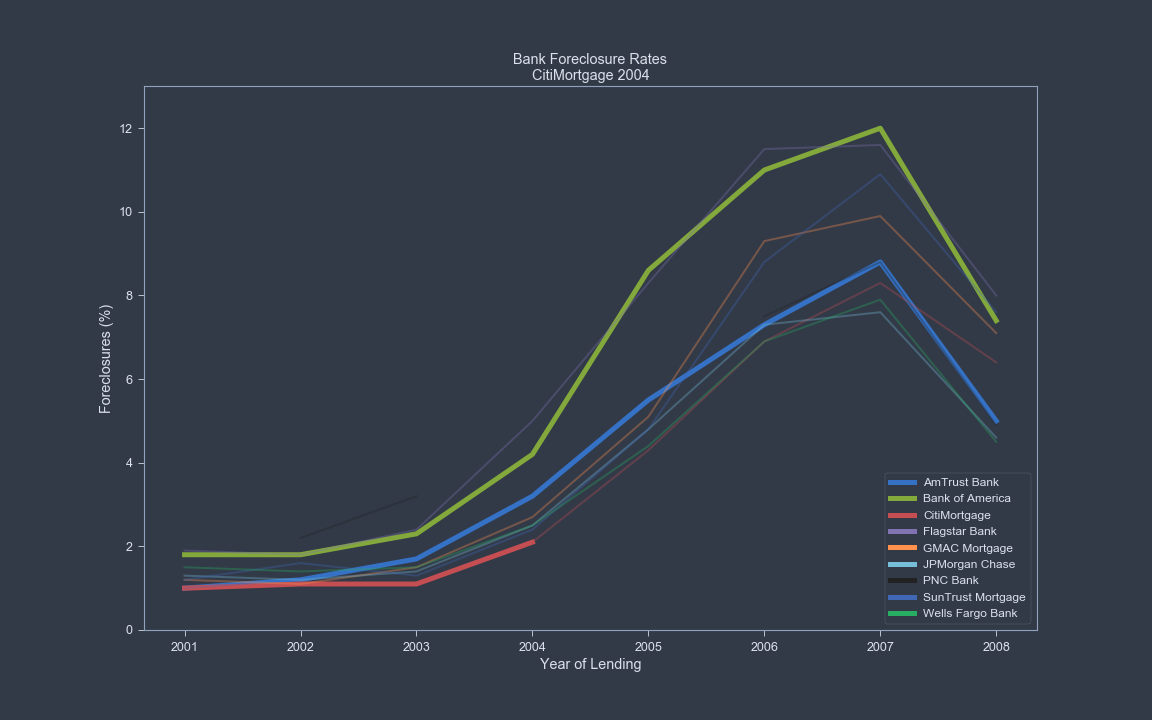 Bank Foreclosure Rates
CitiMortgage 2004
Foreclosures (%)
12
10
8
6
4
2
0
2001 2002 2003 2004 2005 2006 2007 2008
Year of Lending
AmTrust Bank
Bank of America
CitiMortgage
Flagstar Bank
GMAC Mortgage
JPMorgan Chase
PNC Bank
SunTrust Mortgage
Wells Fargo Bank